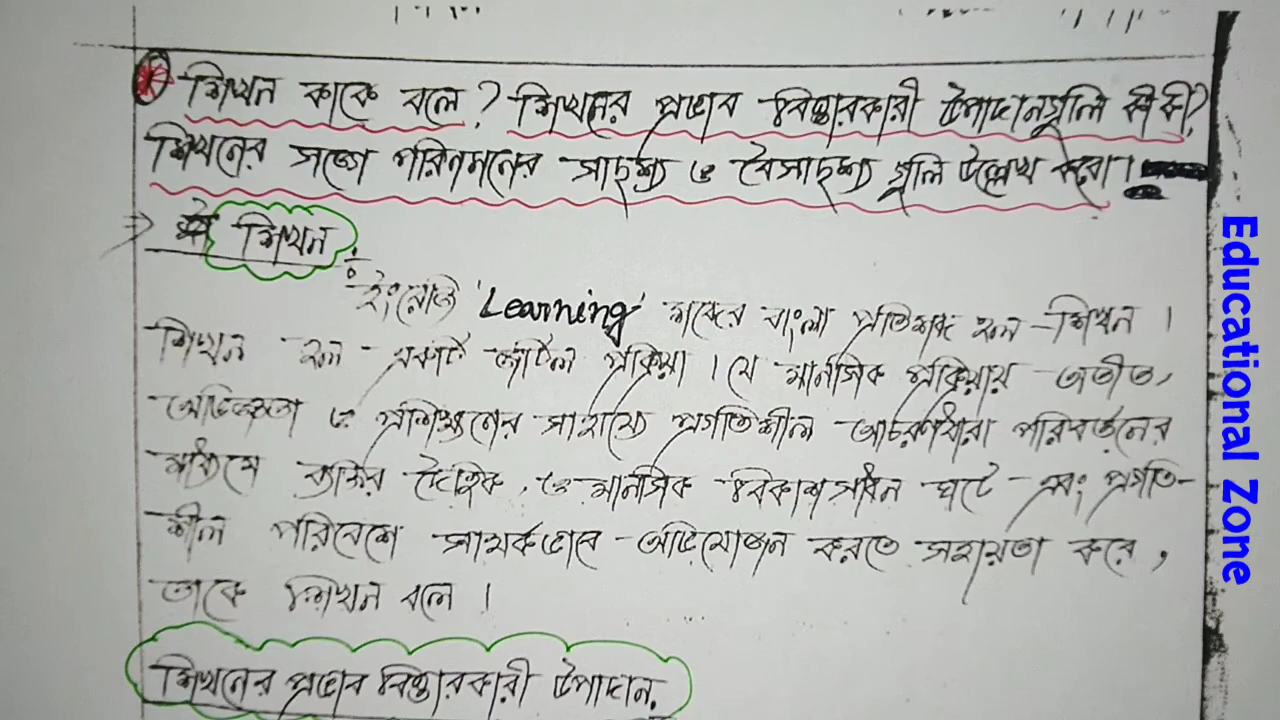 শিখন কাকে বলে? শিখনের প্রভাব বিস্তারকারী উপাদানগুলি কী কী?
শিখনের সঙ্গে পরিনমনের সাদৃশ্য ও বৈসাদৃশ্য গুলি উল্লেখ করো।
⇒ শিখন :
ইংরেজি 'Learning' শব্দের বাংলা প্রতিশব্দ হল - শিখন ।
শিখন হল - একটি জটিল প্রক্রিয়া । যে মানসিক প্রক্রিয়ায় অতীত,
অভিজ্ঞতা ও প্রশিক্ষণের সাহায্যে প্রগতিশীল আচরণধারা পরিবর্তনের
মাধ্যমে ব্যক্তির দৈহিক, ও মানসিক বিকাশসাধন ঘটে - এবং প্রগতি-
শীল পরিবেশে সার্থকভাবে - অভিযোজন করতে সহায়তা করে,
তাকে শিখন বলে ।
শিখনের প্রভাব বিস্তারকারী উপাদান.
Educational Zone